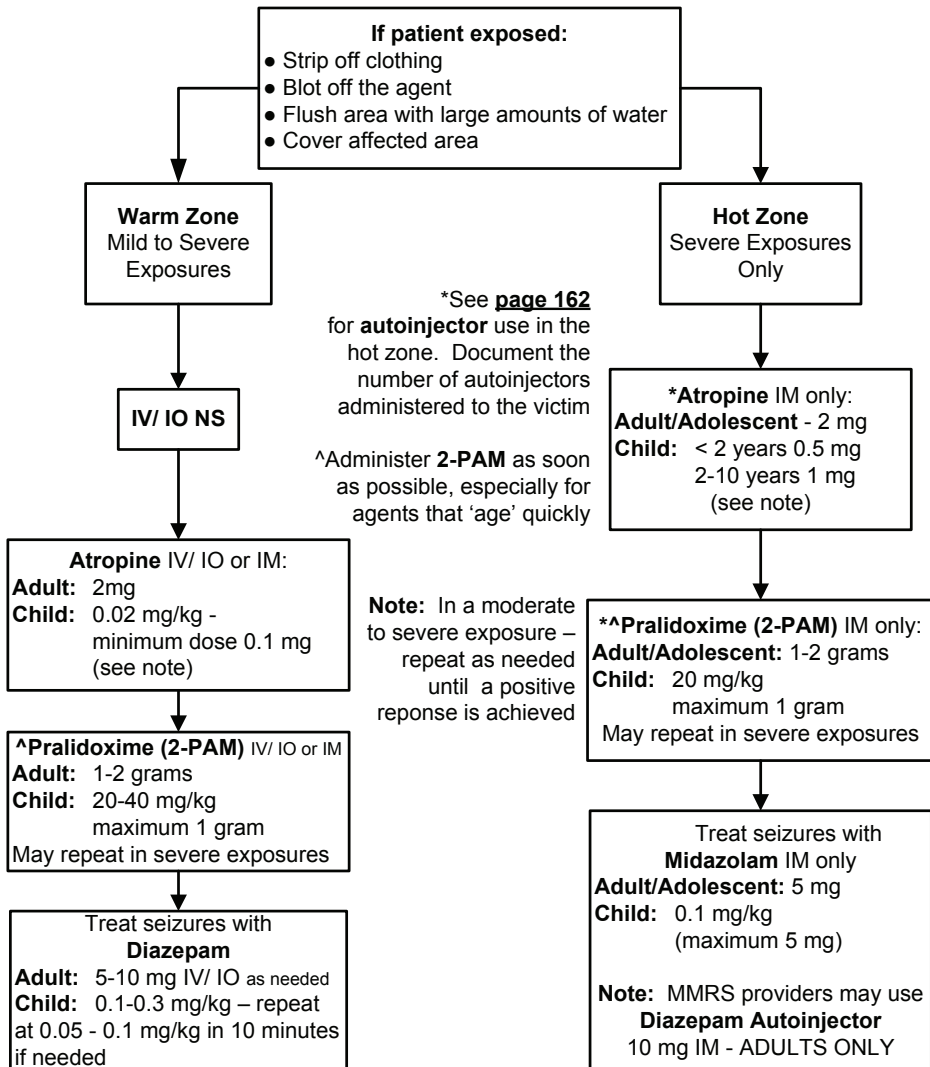 If patient exposed:
● Strip off clothing
● Blot off the agent
● Flush area with large amounts of water
● Cover affected area
Warm Zone
Mild to Severe
Exposures
IV/ IO NS
Atropine IV/ IO or IM:
Adult: 2mg
Child: 0.02 mg/kg -
minimum dose 0.1 mg
(see note)
^Pralidoxime (2-PAM) IV/ IO or IM
Adult: 1-2 grams
Child: 20-40 mg/kg
maximum 1 gram
May repeat in severe exposures
Treat seizures with
Diazepam
Adult: 5-10 mg IV/ IO as needed
Child: 0.1-0.3 mg/kg – repeat
at 0.05 - 0.1 mg/kg in 10 minutes
if needed
*See page 162
for autoinjector use in the
hot zone. Document the
number of autoinjectors
administered to the victim
^Administer 2-PAM as soon
as possible, especially for
agents that ‘age’ quickly
Note: In a moderate
to severe exposure –
repeat as needed
until a positive
reponse is achieved
Hot Zone
Severe Exposures
Only
*Atropine IM only:
Adult/Adolescent - 2 mg
Child: < 2 years 0.5 mg
2-10 years 1 mg
(see note)
*^Pralidoxime (2-PAM) IM only:
Adult/Adolescent: 1-2 grams
Child: 20 mg/kg
maximum 1 gram
May repeat in severe exposures
Treat seizures with
Midazolam IM only
Adult/Adolescent: 5 mg
Child: 0.1 mg/kg
(maximum 5 mg)
Note: MMRS providers may use
Diazepam Autoinjector
10 mg IM - ADULTS ONLY